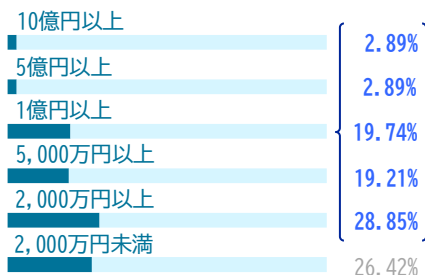 10億円以上
2.89%
5億円以上
2.89%
1億円以上
19.74%
5,000万円以上
19.21%
2,000万円以上
28.85%
2,000万円未満
26.42%